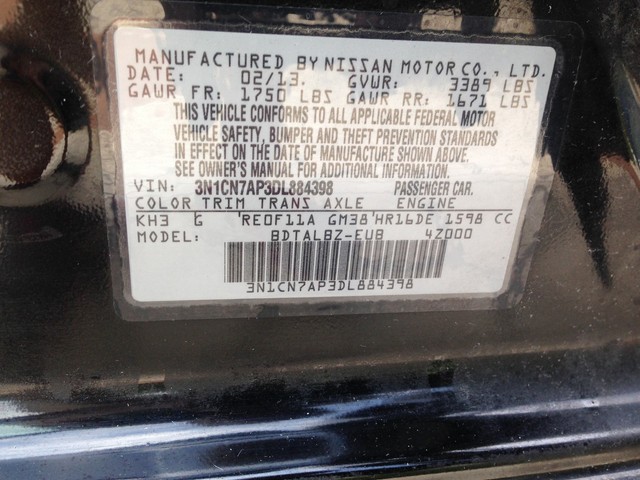 MANUFACTURED BY NISSAN MOTOR CO., LTD.
DATE: 02/13. GVWR: 3389 LBS
GAWR FR: 1750 LBS GAWR RR: 1671 LBS
THIS VEHICLE CONFORMS TO ALL APPLICABLE FEDERAL MOTOR
VEHICLE SAFETY, BUMPER AND THEFT PREVENTION STANDARDS
IN EFFECT ON THE DATE OF MANUFACTURE SHOWN ABOVE.
SEE OWNER'S MANUAL FOR ADDITIONAL INFORMATION.
VIN: 3N1CN7AP3DL884398 PASSENGER CAR.
COLOR TRIM TRANS AXLE ENGINE
KH3 G 'RE0F11A GM38'HR16DE 1598 CC
MODEL: BDTALBZ-EUB 4Z000
3N1CN7AP3DL884398